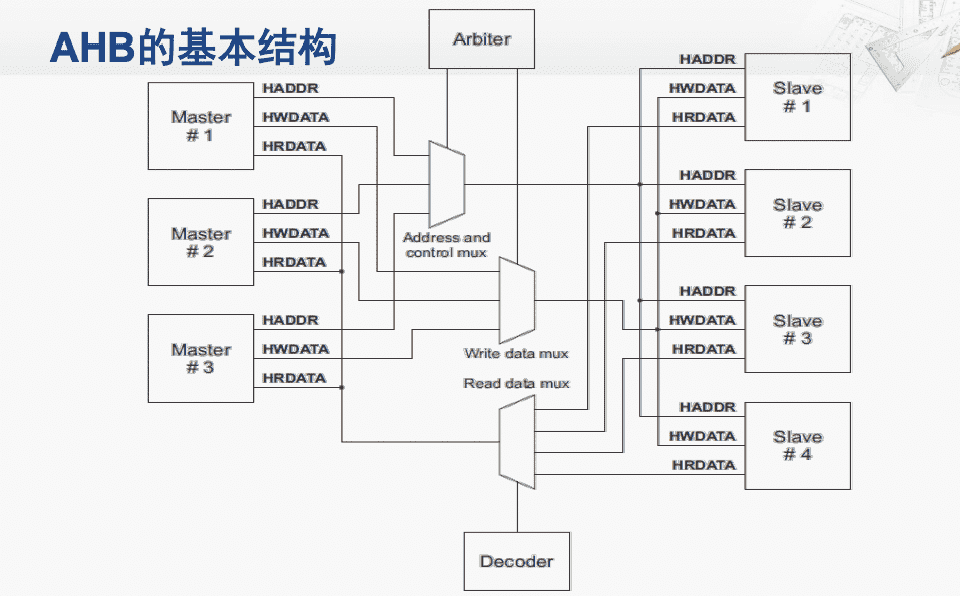 AHB的基本结构
Arbiter
Master
# 1
HADDR
HWDATA
HRDATA
Master
# 2
HADDR
HWDATA
HRDATA
Master
# 3
HADDR
HWDATA
HRDATA
Address and
control mux
Write data mux
Read data mux
HADDR
HWDATA
HRDATA
Slave
# 1
HADDR
HWDATA
HRDATA
Slave
# 2
HADDR
HWDATA
HRDATA
Slave
# 3
HADDR
HWDATA
HRDATA
Slave
# 4
Decoder